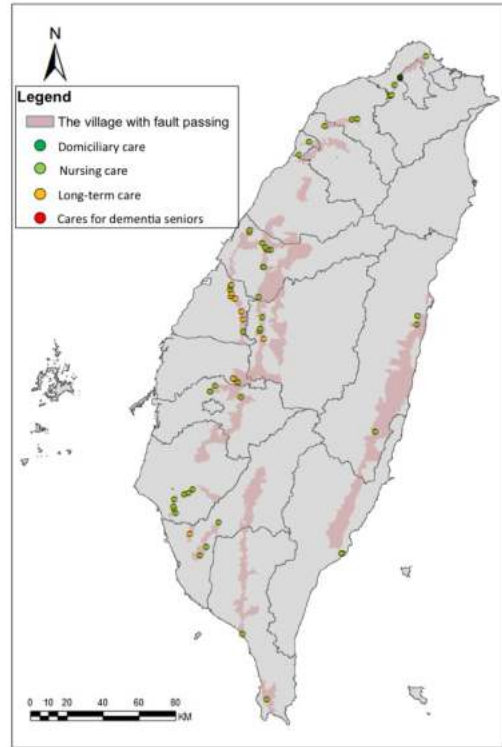 N
Legend
The village with fault passing
Domiciliary care
Nursing care
Long-term care
Cares for dementia seniors
0 10 20 40 60 80
KM